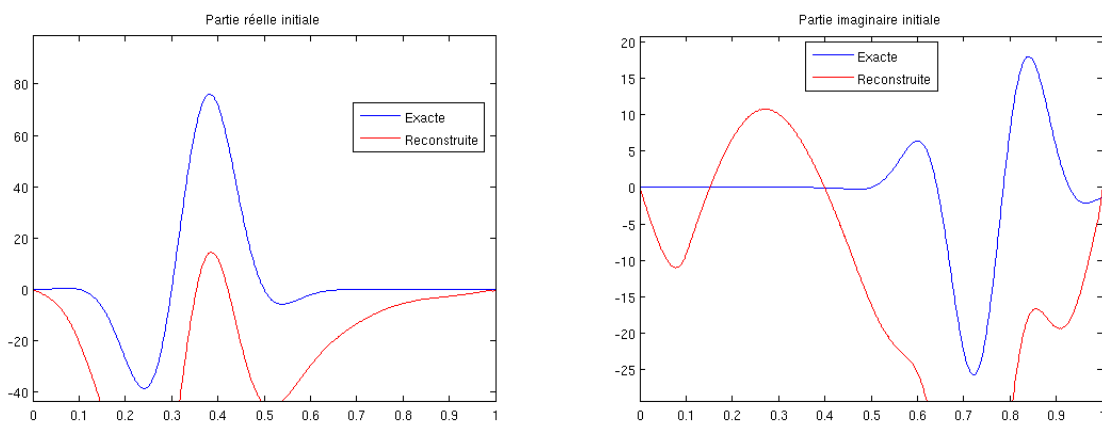 Partie réelle initiale
80
60
40
20
0
-20
-40
0 0.1 0.2 0.3 0.4 0.5 0.6 0.7 0.8 0.9 1
Exacte
Reconstruite
Partie imaginaire initiale
20
15
10
5
0
-5
-10
-15
-20
-25
0 0.1 0.2 0.3 0.4 0.5 0.6 0.7 0.8 0.9 1
Exacte
Reconstruite